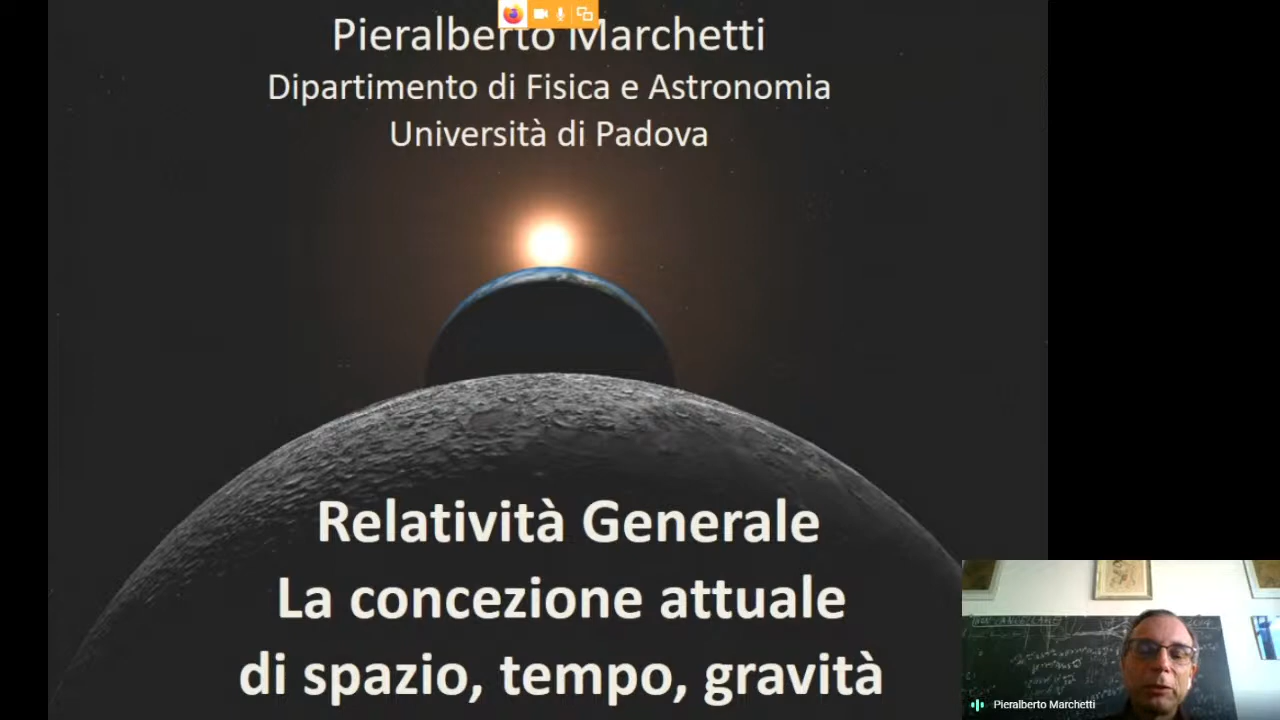 Pieralberto Marchetti
Dipartimento di Fisica e Astronomia
Università di Padova
Relatività Generale
La concezione attuale
di spazio, tempo, gravità
Pieralberto Marchetti